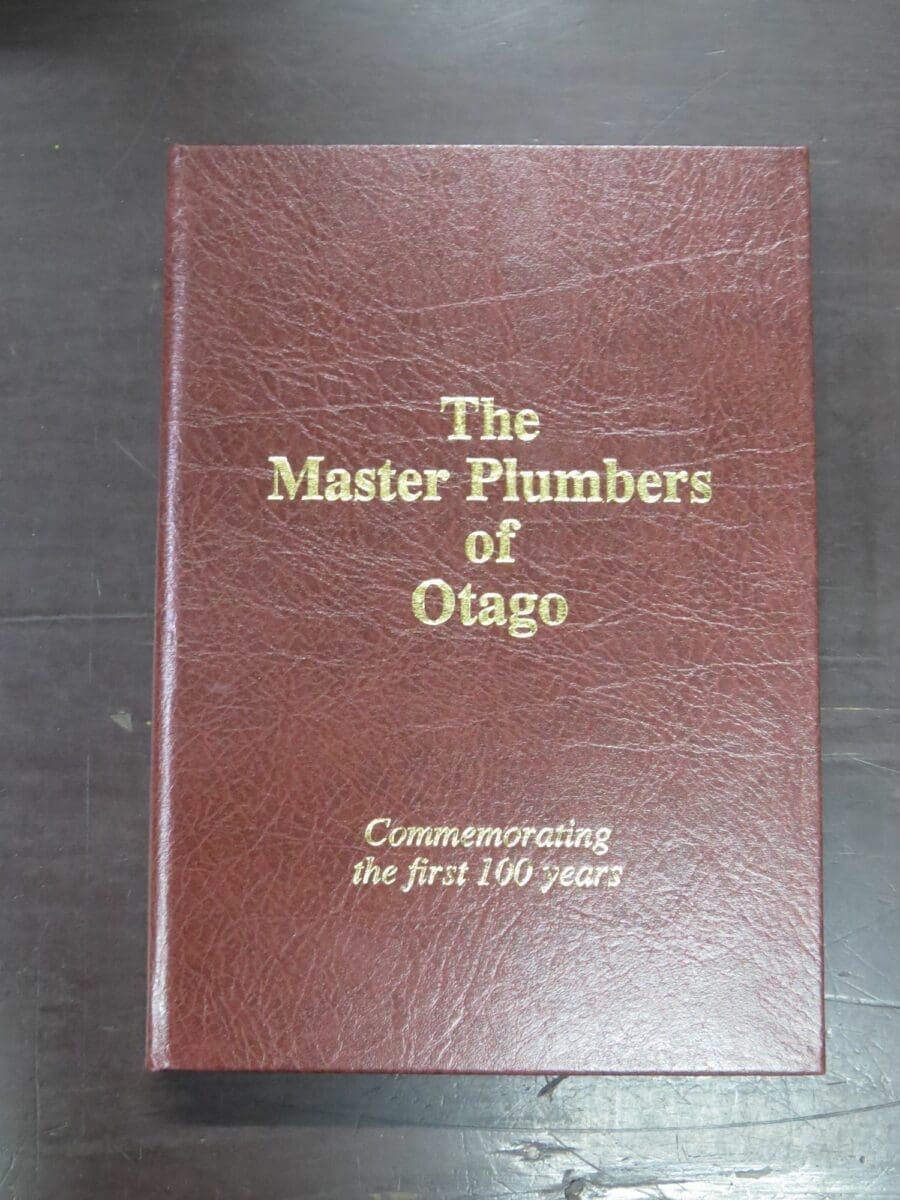 The
Master Plumbers
of
Otago
Commemorating
the first 100 years